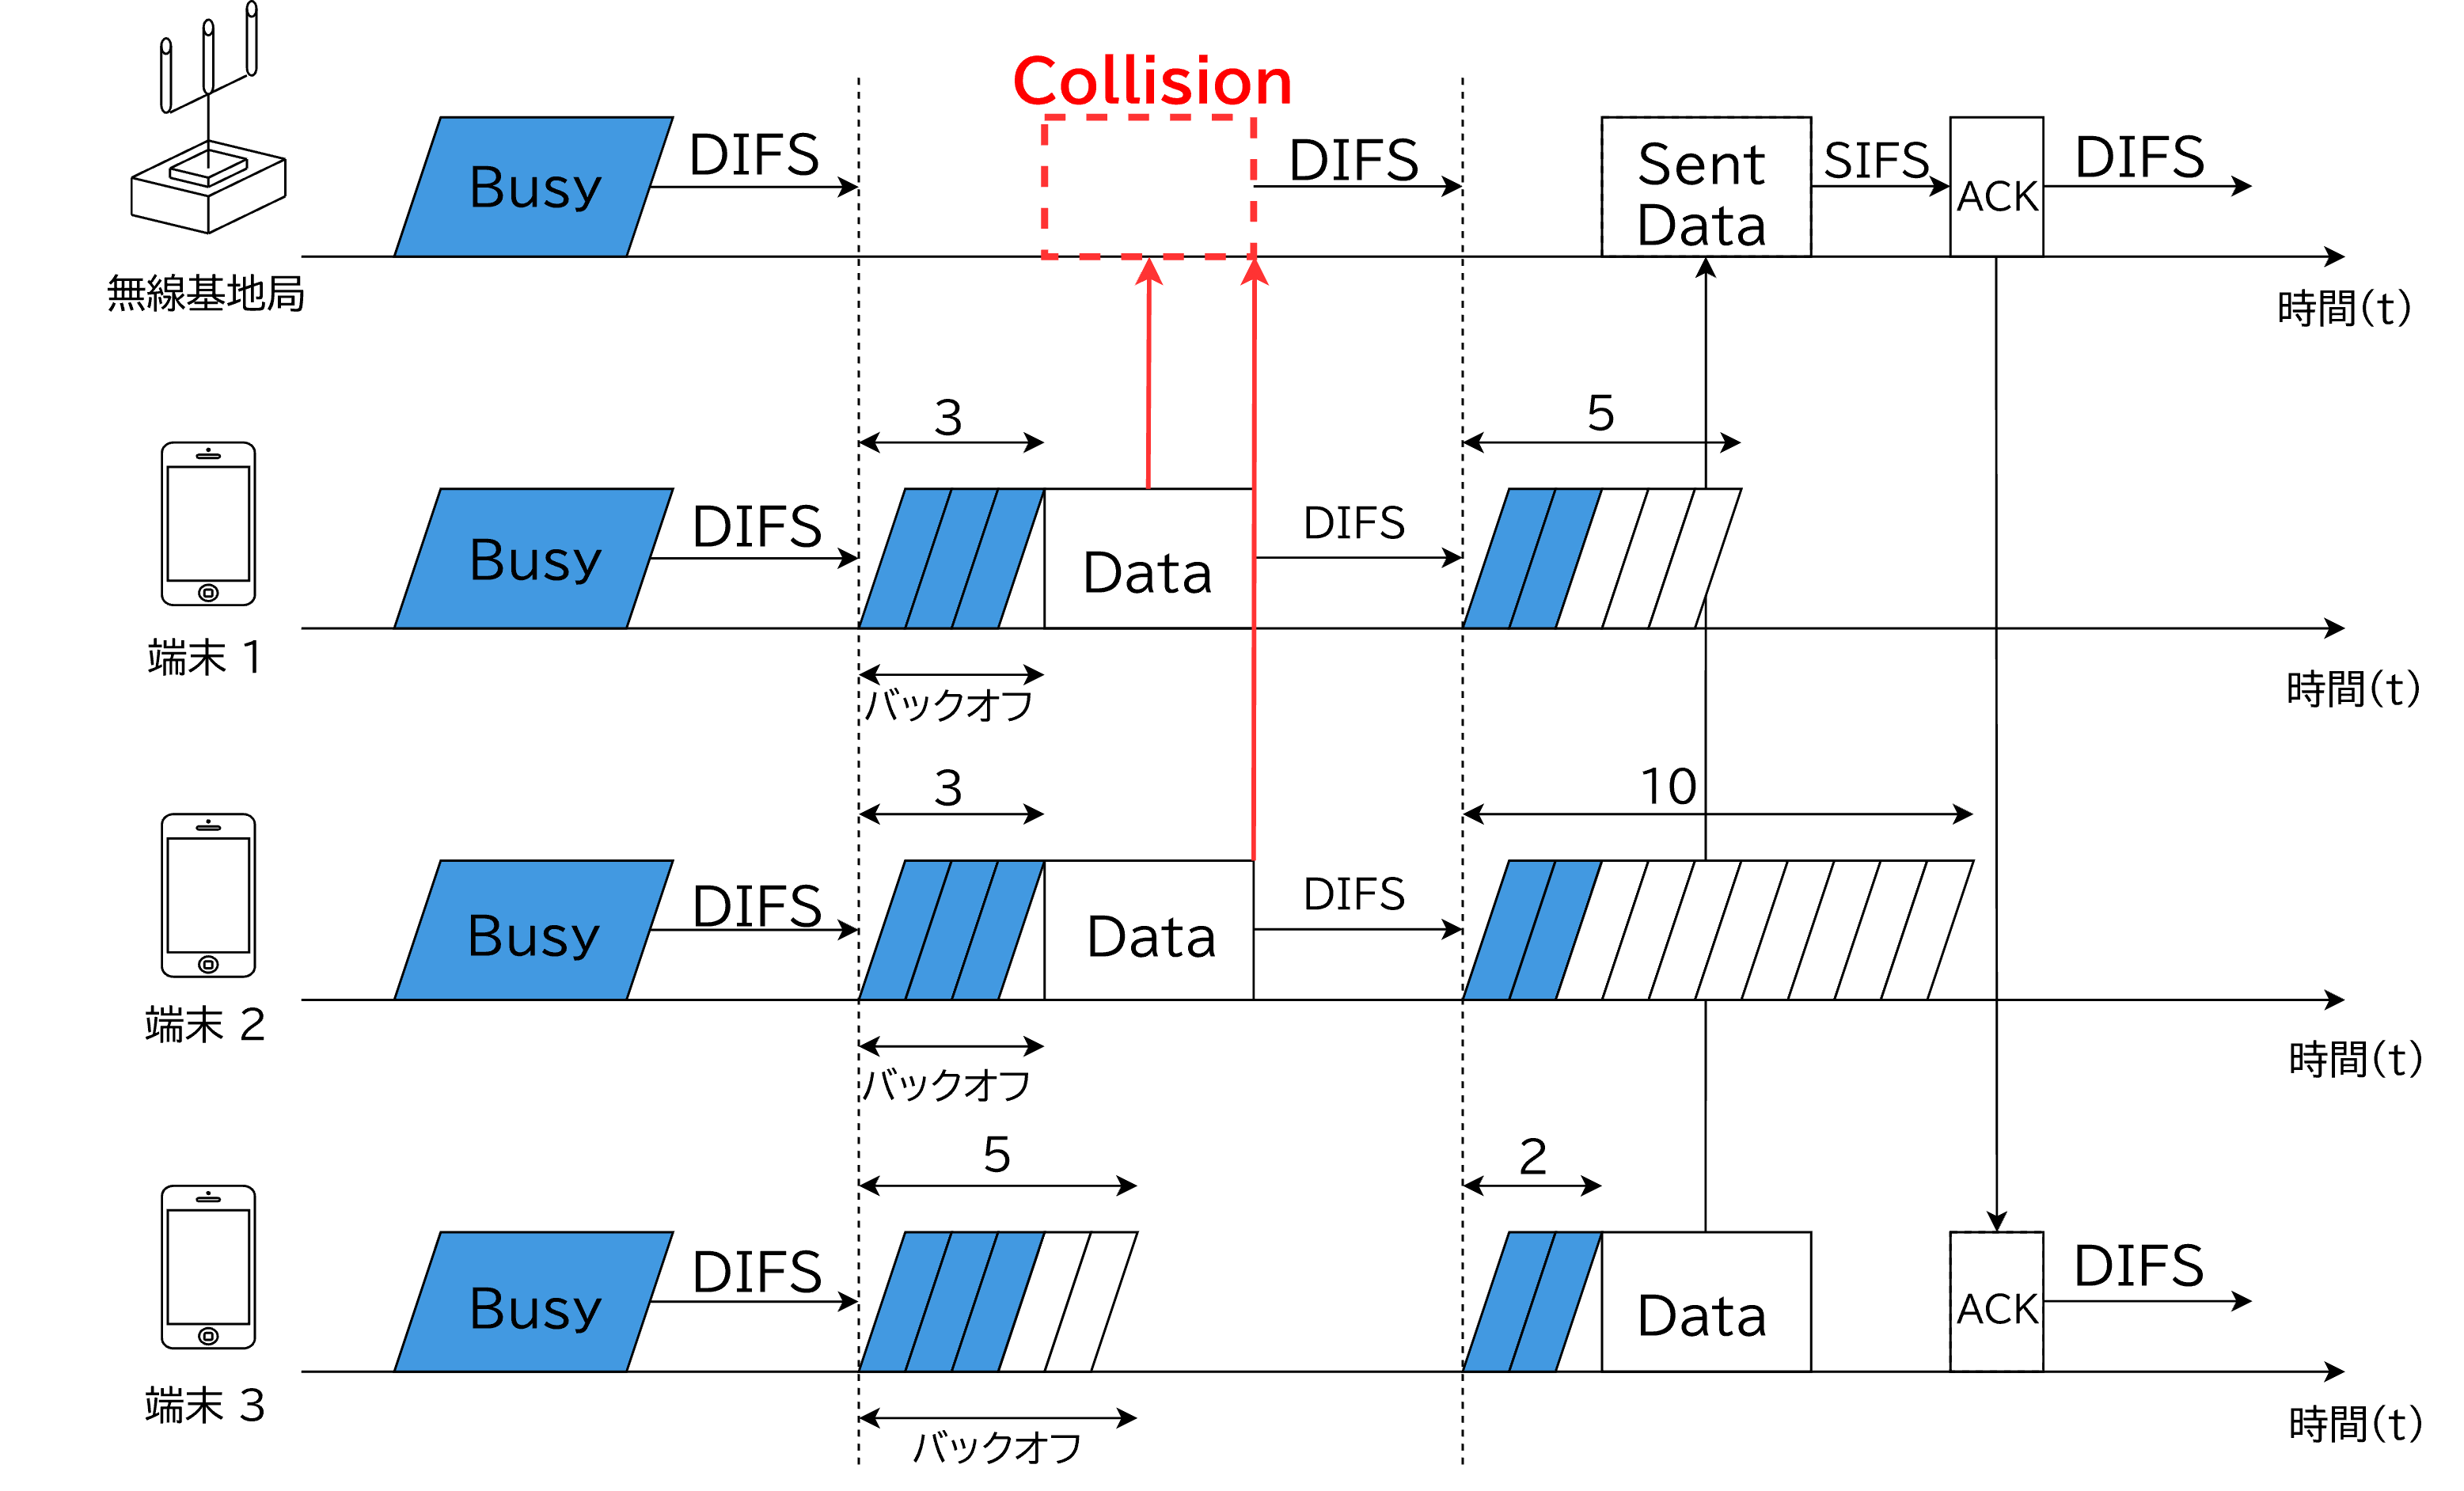 Collision
Busy
DIFS
DIFS
Sent
Data
SIFS
ACK
DIFS
無線基地局
時間(t)
3
5
Busy
DIFS
Data
DIFS
端末 1
時間(t)
バックオフ
3
10
Busy
DIFS
Data
DIFS
端末 2
時間(t)
バックオフ
5
2
Busy
DIFS
Data
ACK
DIFS
端末 3
時間(t)
バックオフ